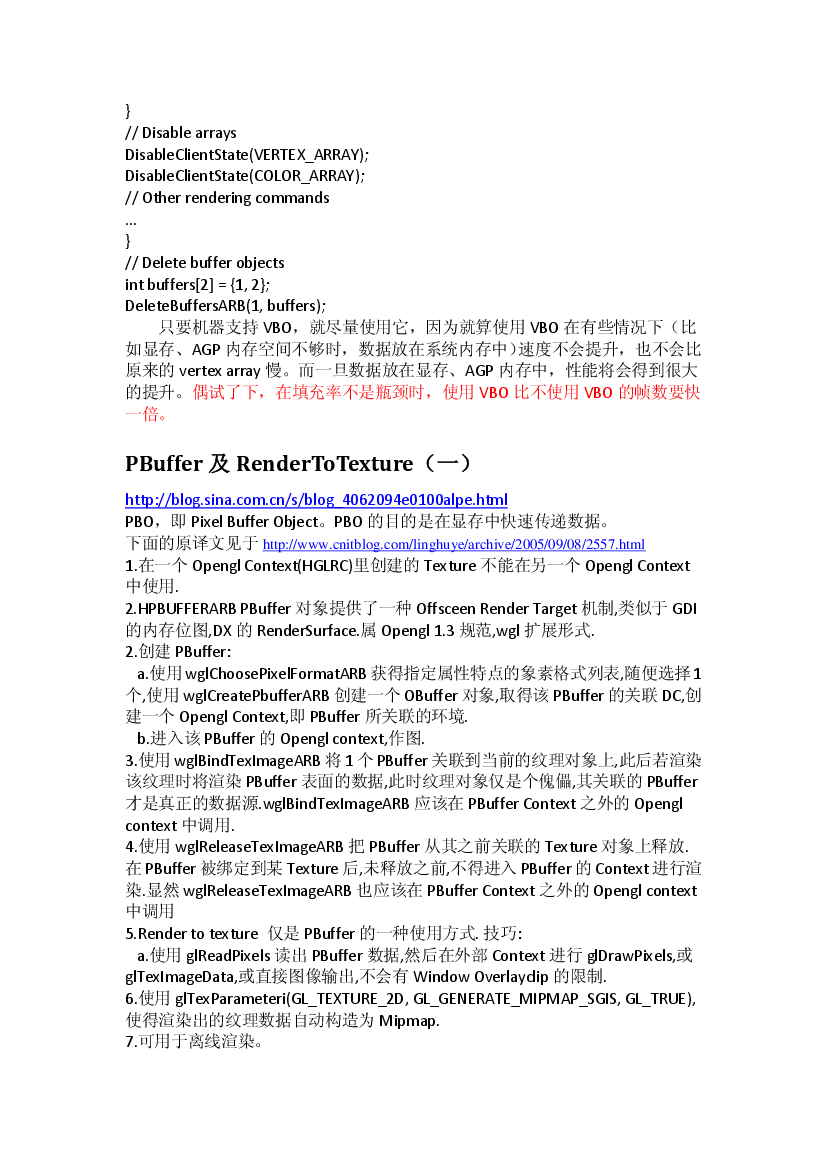 }
// Disable arrays
DisableClientState(VERTEX_ARRAY);
DisableClientState(COLOR_ARRAY);
// Other rendering commands
...
}
// Delete buffer objects
int buffers[2] = {1, 2};
DeleteBuffersARB(1, buffers);
只要机器支持 VBO，就尽量使用它，因为就算使用 VBO 在有些情况下（比
如显存、AGP 内存空间不够时，数据放在系统内存中）速度不会提升，也不会比
原来的 vertex array 慢。而一旦数据放在显存、AGP 内存中，性能将会得到很大
的提升。偶试了下，在填充率不是瓶颈时，使用 VBO 比不使用 VBO 的帧数要快
一倍。
PBuffer 及 RenderToTexture（一）
http://blog.sina.com.cn/s/blog_4062094e0100alpe.html
PBO，即 Pixel Buffer Object。PBO 的目的是在显存中快速传递数据。
下面的原译文见于 http://www.cnitblog.com/linghuye/archive/2005/09/08/2557.html
1.在一个 Opengl Context(HGLRC)里创建的 Texture 不能在另一个 Opengl Context
中使用.
2.HPBUFFERARB PBuffer 对象提供了一种 Offsceen Render Target 机制,类似于 GDI
的内存位图,DX 的 RenderSurface.属 Opengl 1.3 规范,wgl 扩展形式.
2.创建 PBuffer:
a.使用 wglChoosePixelFormatARB 获得指定属性特点的象素格式列表,随便选择 1
个,使用 wglCreatePbufferARB 创建一个 OBuffer 对象,取得该 PBuffer 的关联 DC,创
建一个 Opengl Context,即 PBuffer 所关联的环境.
b.进入该 PBuffer 的 Opengl context,作图.
3.使用 wglBindTexImageARB 将 1 个 PBuffer 关联到当前的纹理对象上,此后若渲染
该纹理时将渲染 PBuffer 表面的数据,此时纹理对象仅是个傀儡,其关联的 PBuffer
才是真正的数据源.wglBindTexImageARB 应该在 PBuffer Context 之外的 Opengl
context 中调用.
4.使用 wglReleaseTexImageARB 把 PBuffer 从其之前关联的 Texture 对象上释放.
在 PBuffer 被绑定到某 Texture 后,未释放之前,不得进入 PBuffer 的 Context 进行渲
染.显然 wglReleaseTexImageARB 也应该在 PBuffer Context 之外的 Opengl context
中调用
5.Render to texture 仅是 PBuffer 的一种使用方式. 技巧:
a.使用 glReadPixels 读出 PBuffer 数据,然后在外部 Context 进行 glDrawPixels,或
glTexImageData,或直接图像输出,不会有 Window Overlayclip 的限制.
6.使用 glTexParameteri(GL_TEXTURE_2D, GL_GENERATE_MIPMAP_SGIS, GL_TRUE),
使得渲染出的纹理数据自动构造为 Mipmap.
7.可用于离线渲染。